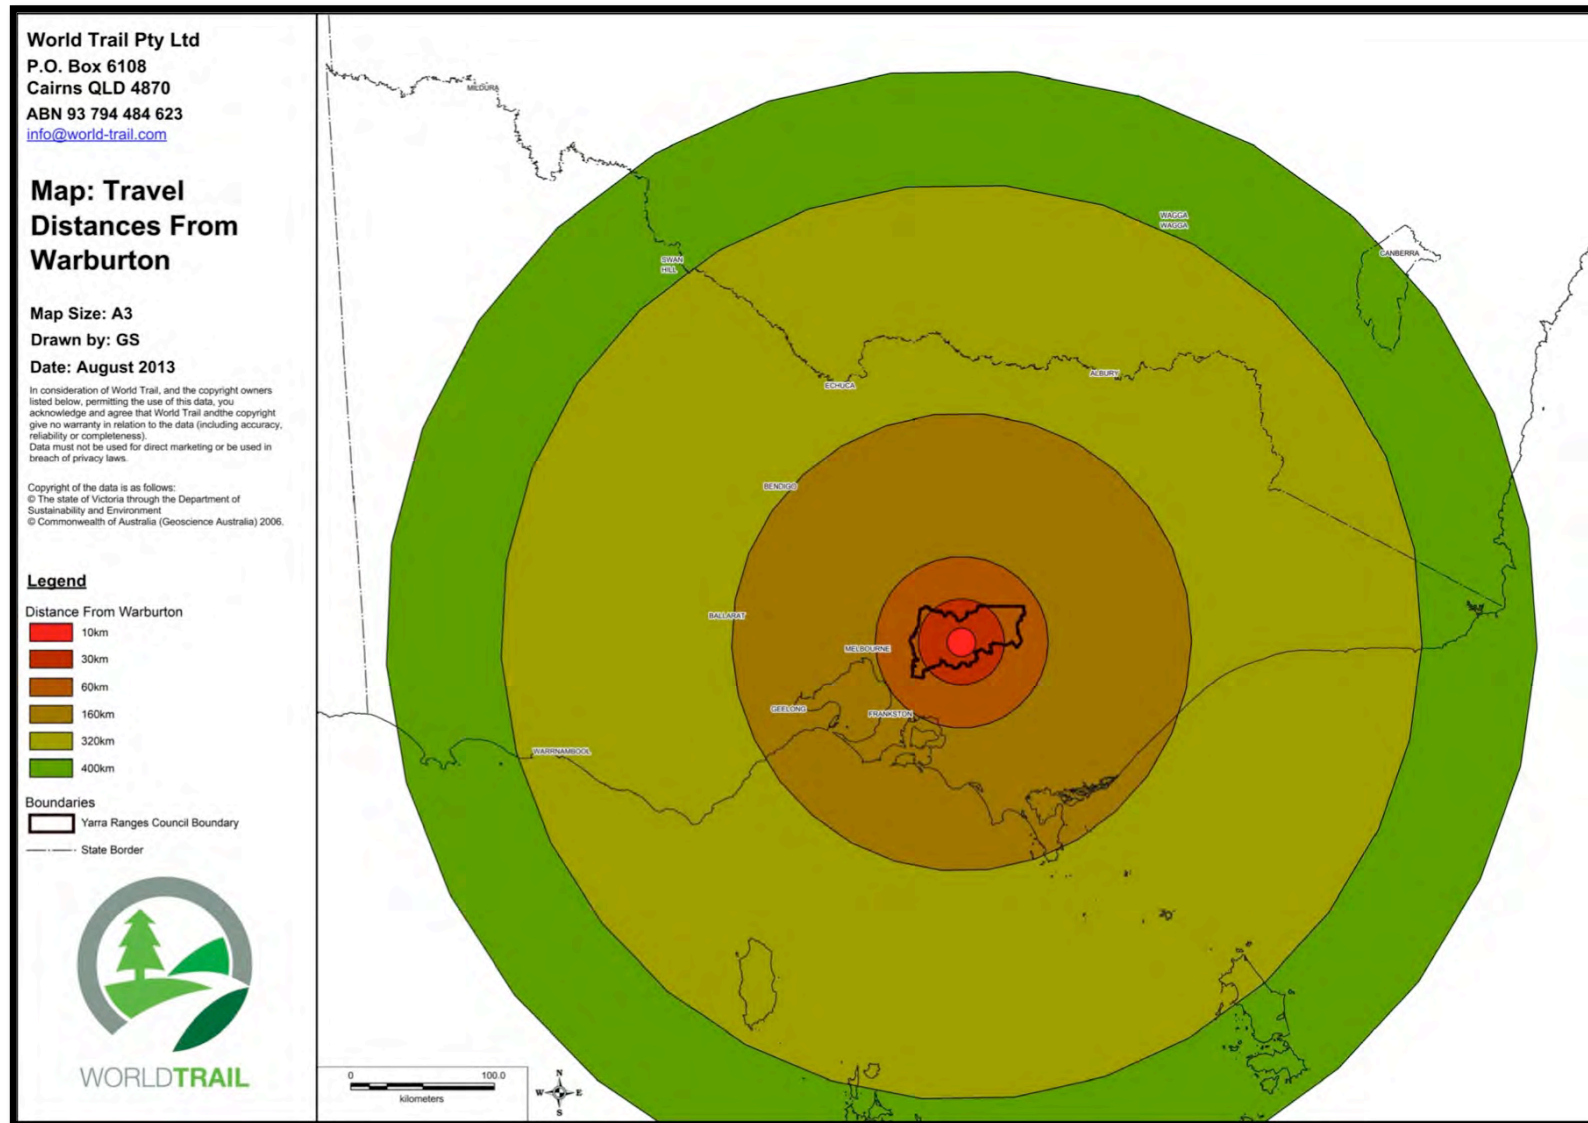 World Trail Pty Ltd
P.O. Box 6108
Cairns QLD 4870
ABN 93 794 484 623
info@world-trail.com
Map: Travel
Distances From
Warburton
Map Size: A3
Drawn by: GS
Date: August 2013
In consideration of World Trail, and the copyright owners
listed below, permitting the use of this data, you
acknowledge and agree that World Trail andthe copyright
give no warranty in relation to the data (including accuracy,
reliability or completeness).
Data must not be used for direct marketing or be used in
breach of privacy laws.
Copyright of the data is as follows:
© The state of Victoria through the Department of
Sustainability and Environment
© Commonwealth of Australia (Geoscience Australia) 2006.
Legend
Distance From Warburton
10km
30km
60km
160km
320km
400km
Boundaries
Yarra Ranges Council Boundary
State Border
WORLDTRAIL
MILDURA
WAGGA
WAGGA
CANBERRA
SWAN
HILL
ALBURY
ECHUCA
BENDIGO
BALLARAT
MELBOURNE
GEELONG
FRANKSTON
WARRNAMBOOL
0 100.0
kilometers
N
W E
S